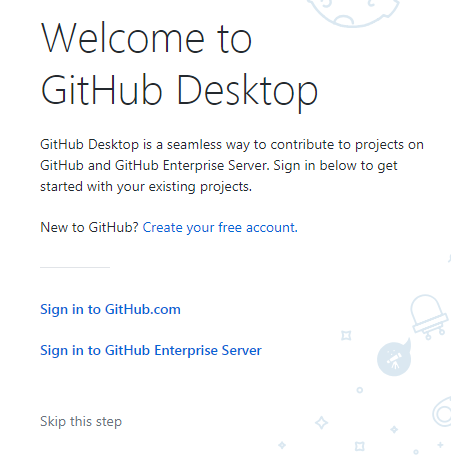 Welcome to
GitHub Desktop
GitHub Desktop is a seamless way to contribute to projects on
GitHub and GitHub Enterprise Server. Sign in below to get
started with your existing projects.
New to GitHub? Create your free account.
Sign in to GitHub.com
Sign in to GitHub Enterprise Server
Skip this step